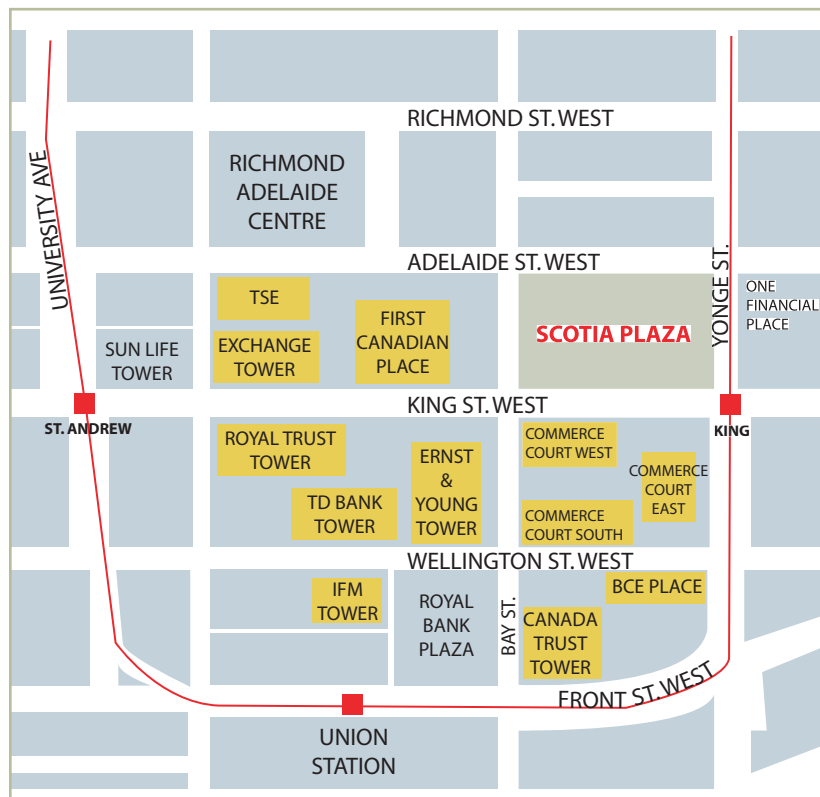 RICHMOND ST. WEST
RICHMOND
ADELAIDE
CENTRE
UNIVERSITY AVE
ADELAIDE ST. WEST
YONGE ST.
TSE
EXCHANGE
TOWER
FIRST
CANADIAN
PLACE
SCOTIA PLAZA
ONE
FINANCIAL
PLACE
SUN LIFE
TOWER
KING ST. WEST
ST. ANDREW
KING
ROYAL TRUST
TOWER
TD BANK
TOWER
ERNST
&
YOUNG
TOWER
COMMERCE
COURT WEST
COMMERCE
COURT
EAST
COMMERCE
COURT SOUTH
WELLINGTON ST. WEST
IFM
TOWER
ROYAL
BANK
PLAZA
BAY ST.
BCE PLACE
CANADA
TRUST
TOWER
FRONT ST. WEST
UNION
STATION